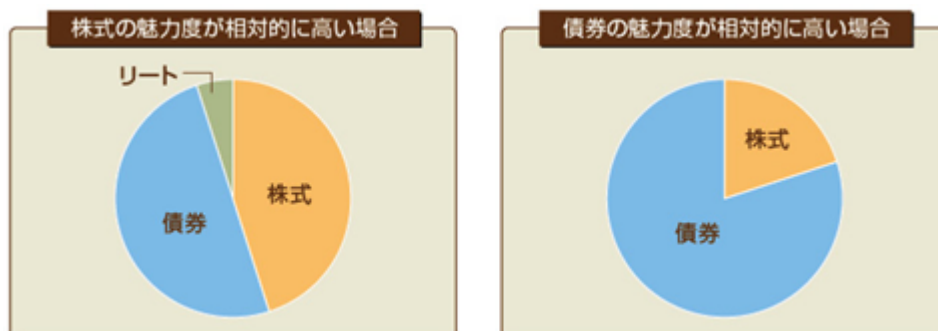 株式の魅力度が相対的に高い場合
リート
株式
債券
債券の魅力度が相対的に高い場合
株式
債券